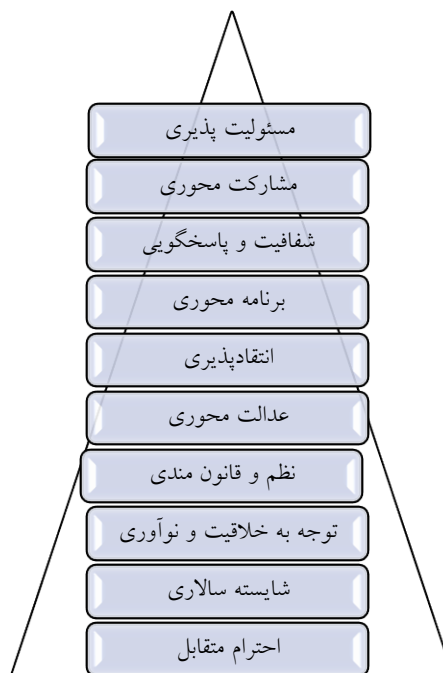 مسئولیت پذیری
مشارکت محوری
شفافیت و پاسخگویی
برنامه محوری
انتقادپذیری
عدالت محوری
نظم و قانون مندی
توجه به خلاقیت و نوآوری
شایسته سالاری
احترام متقابل